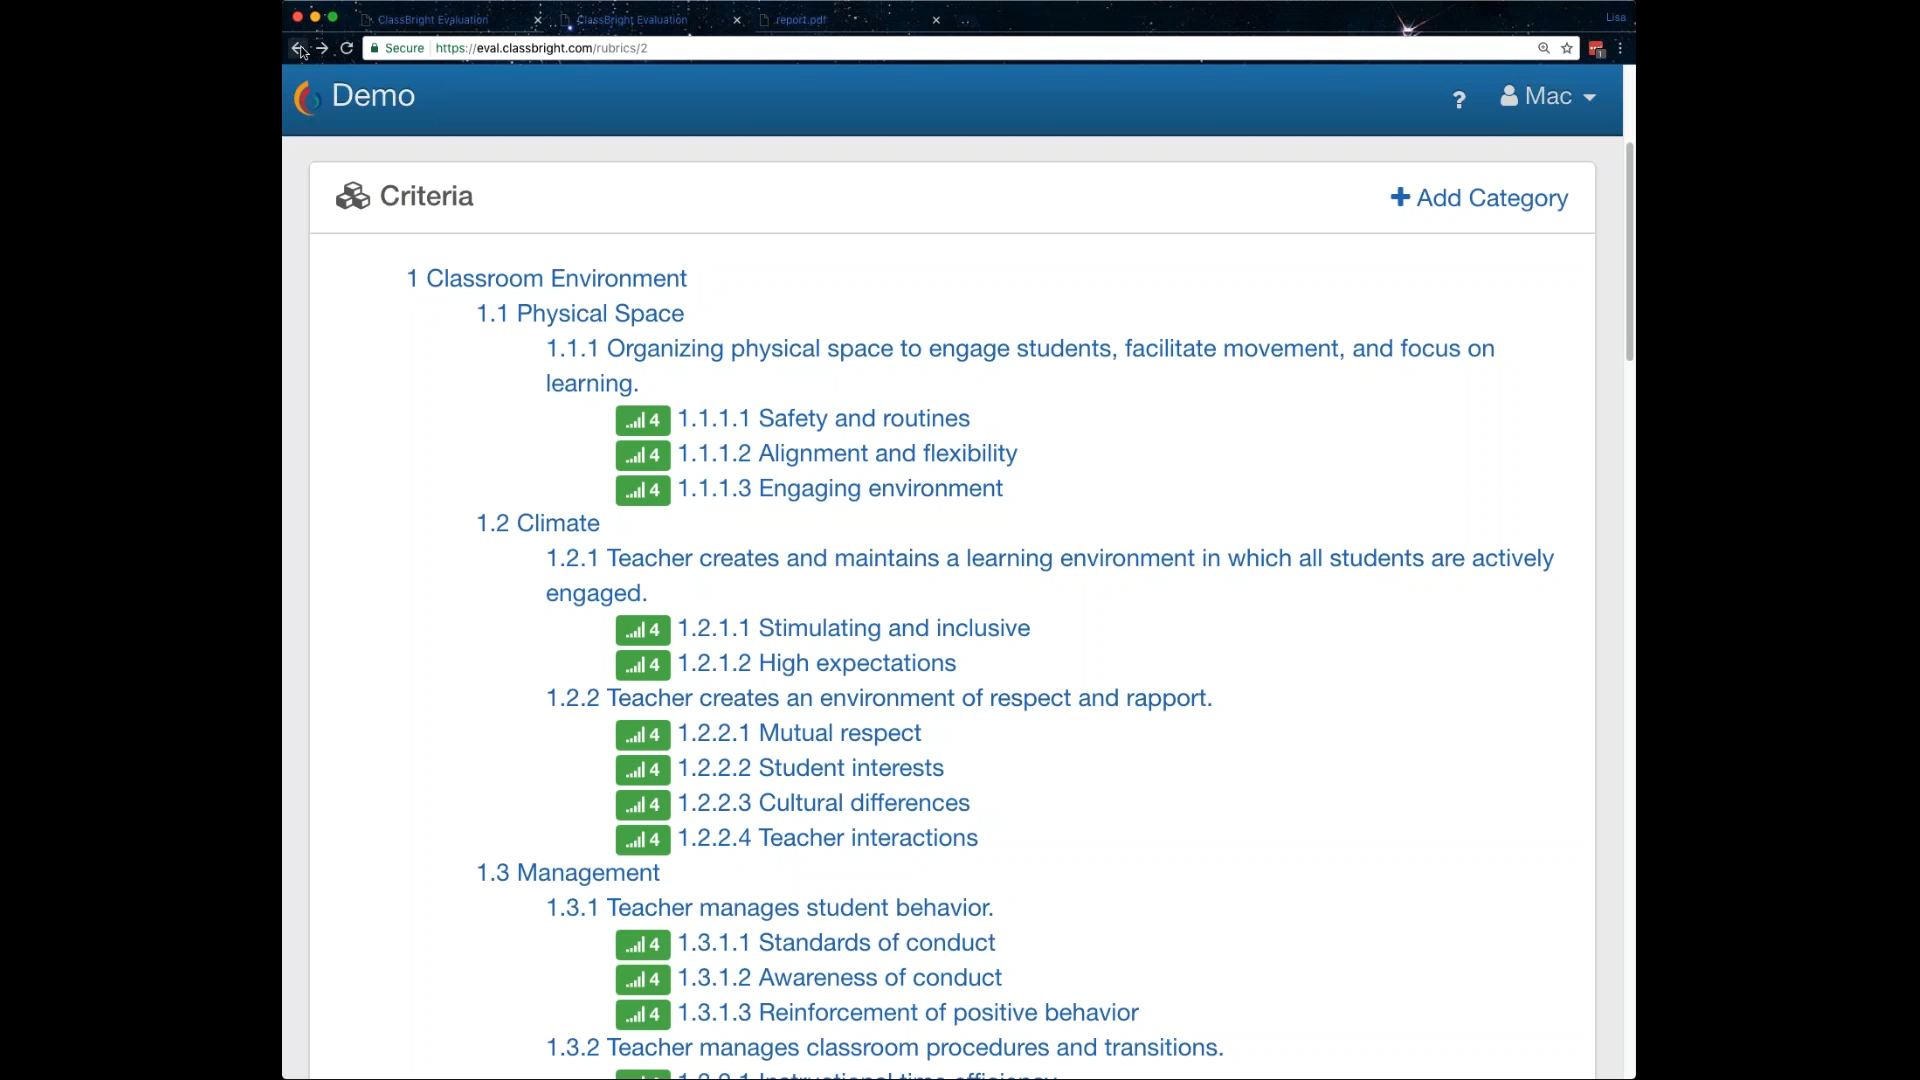 ClassBright Evaluation
ClassBright Evaluation
report.pdf
Lisa
Secure https://eval.classbright.com/rubrics/2
1
Demo
? Mac
Criteria
+ Add Category
1 Classroom Environment
1.1 Physical Space
1.1.1 Organizing physical space to engage students, facilitate movement, and focus on
learning.
4 1.1.1.1 Safety and routines
4 1.1.1.2 Alignment and flexibility
4 1.1.1.3 Engaging environment
1.2 Climate
1.2.1 Teacher creates and maintains a learning environment in which all students are actively
engaged.
4 1.2.1.1 Stimulating and inclusive
4 1.2.1.2 High expectations
1.2.2 Teacher creates an environment of respect and rapport.
4 1.2.2.1 Mutual respect
4 1.2.2.2 Student interests
4 1.2.2.3 Cultural differences
4 1.2.2.4 Teacher interactions
1.3 Management
1.3.1 Teacher manages student behavior.
4 1.3.1.1 Standards of conduct
4 1.3.1.2 Awareness of conduct
4 1.3.1.3 Reinforcement of positive behavior
1.3.2 Teacher manages classroom procedures and transitions.